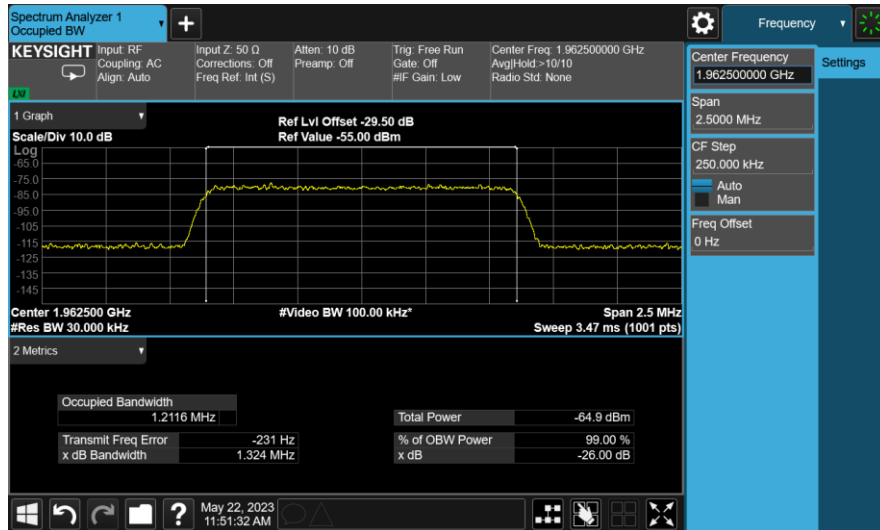 Spectrum Analyzer 1
Occupied BW
Frequency
KEYSIGHT
Input: RF
Coupling: AC
Align: Auto
Input Z: 50 Ω
Corrections: Off
Freq Ref: Int (S)
Atten: 10 dB
Preamp: Off
Trig: Free Run
Gate: Off
#IF Gain: Low
Center Freq: 1.962500000 GHz
Avg|Hold:>10/10
Radio Std: None
LXI
Center Frequency
1.962500000 GHz
Settings
Span
2.5000 MHz
CF Step
250.000 kHz
Auto
Man
Freq Offset
0 Hz
1 Graph
Scale/Div 10.0 dB
Ref Lvl Offset -29.50 dB
Ref Value -55.00 dBm
Log
-65.0
-75.0
-85.0
-95.0
-105
-115
-125
-135
-145
Center 1.962500 GHz
#Video BW 100.00 kHz*
Span 2.5 MHz
#Res BW 30.000 kHz
Sweep 3.47 ms (1001 pts)
2 Metrics
Occupied Bandwidth
1.2116 MHz
Total Power -64.9 dBm
Transmit Freq Error -231 Hz
% of OBW Power 99.00 %
x dB Bandwidth 1.324 MHz
x dB -26.00 dB
?
May 22, 2023
11:51:32 AM